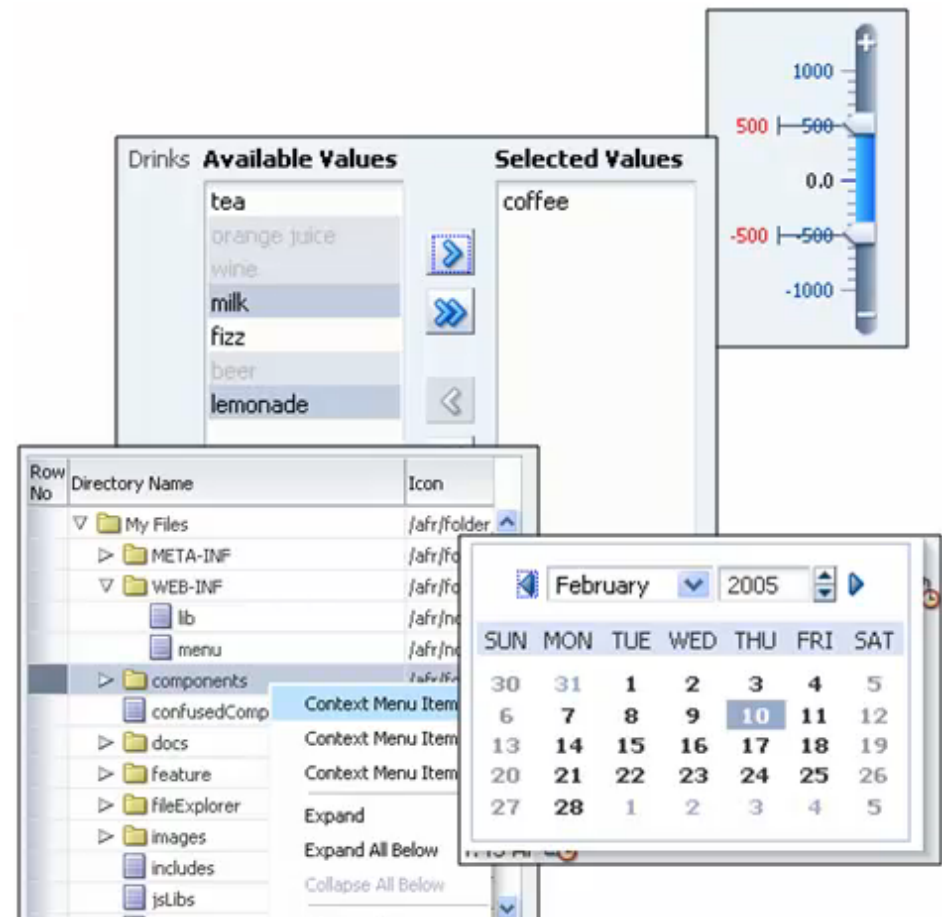 1000
500 500
0.0
-500 -500
-1000
Drinks Available Values Selected Values
tea
orange juice
wine
milk
fizz
beer
lemonade
coffee
Row No Directory Name Icon
My Files /afr/folder
META-INF /afr/fo
WEB-INF /afr/fo
lib /afr/no
menu /afr/no
components /afr/fo
confusedComp
docs
feature
fileExplorer
images
includes
jsLibs
Context Menu Item
Context Menu Item
Context Menu Item
Expand
Expand All Below
Collapse All Below
February 2005
SUN MON TUE WED THU FRI SAT
30 31 1 2 3 4 5
6 7 8 9 10 11 12
13 14 15 16 17 18 19
20 21 22 23 24 25 26
27 28 1 2 3 4 5